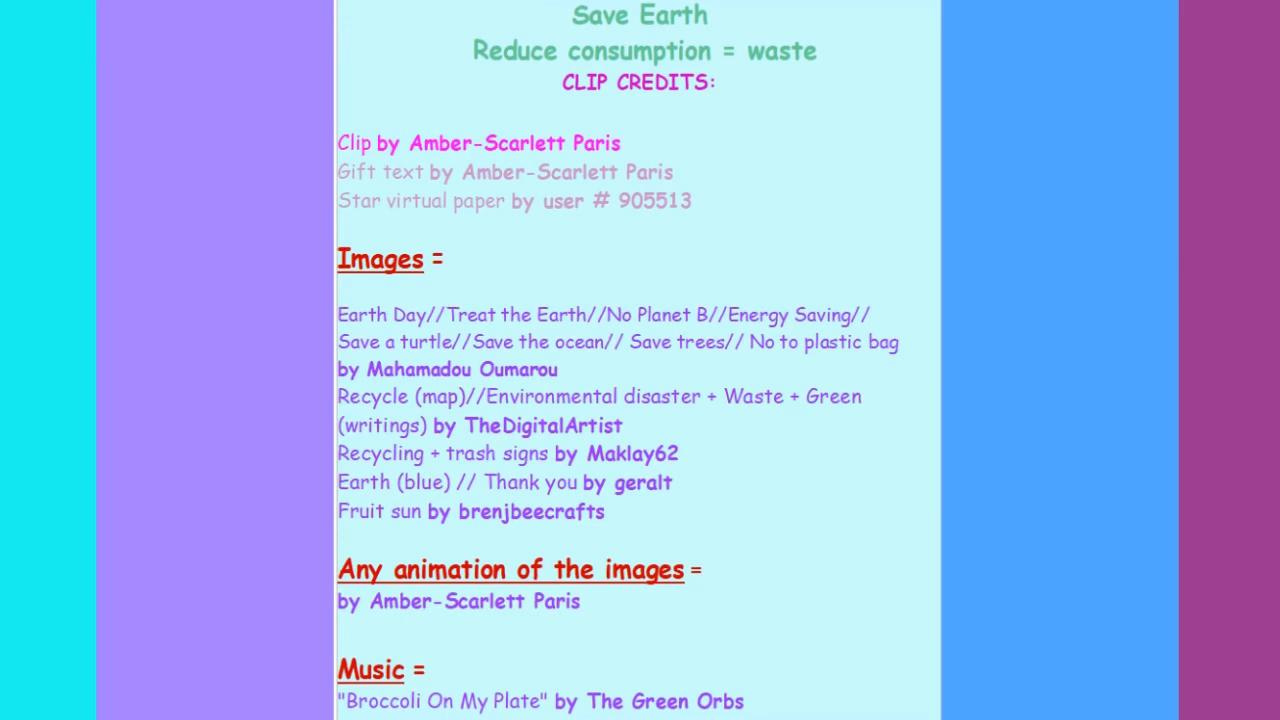 Save Earth
Reduce consumption = waste
CLIP CREDITS:
Clip by Amber-Scarlett Paris
Gift text by Amber-Scarlett Paris
Star virtual paper by user # 905513
Images =
Earth Day//Treat the Earth//No Planet B//Energy Saving//
Save a turtle//Save the ocean// Save trees// No to plastic bag
by Mahamadou Oumarou
Recycle (map)//Environmental disaster + Waste + Green
(writings) by TheDigitalArtist
Recycling + trash signs by Maklay62
Earth (blue) // Thank you by geralt
Fruit sun by brenjbeecrafts
Any animation of the images =
by Amber-Scarlett Paris
Music =
"Broccoli On My Plate" by The Green Orbs